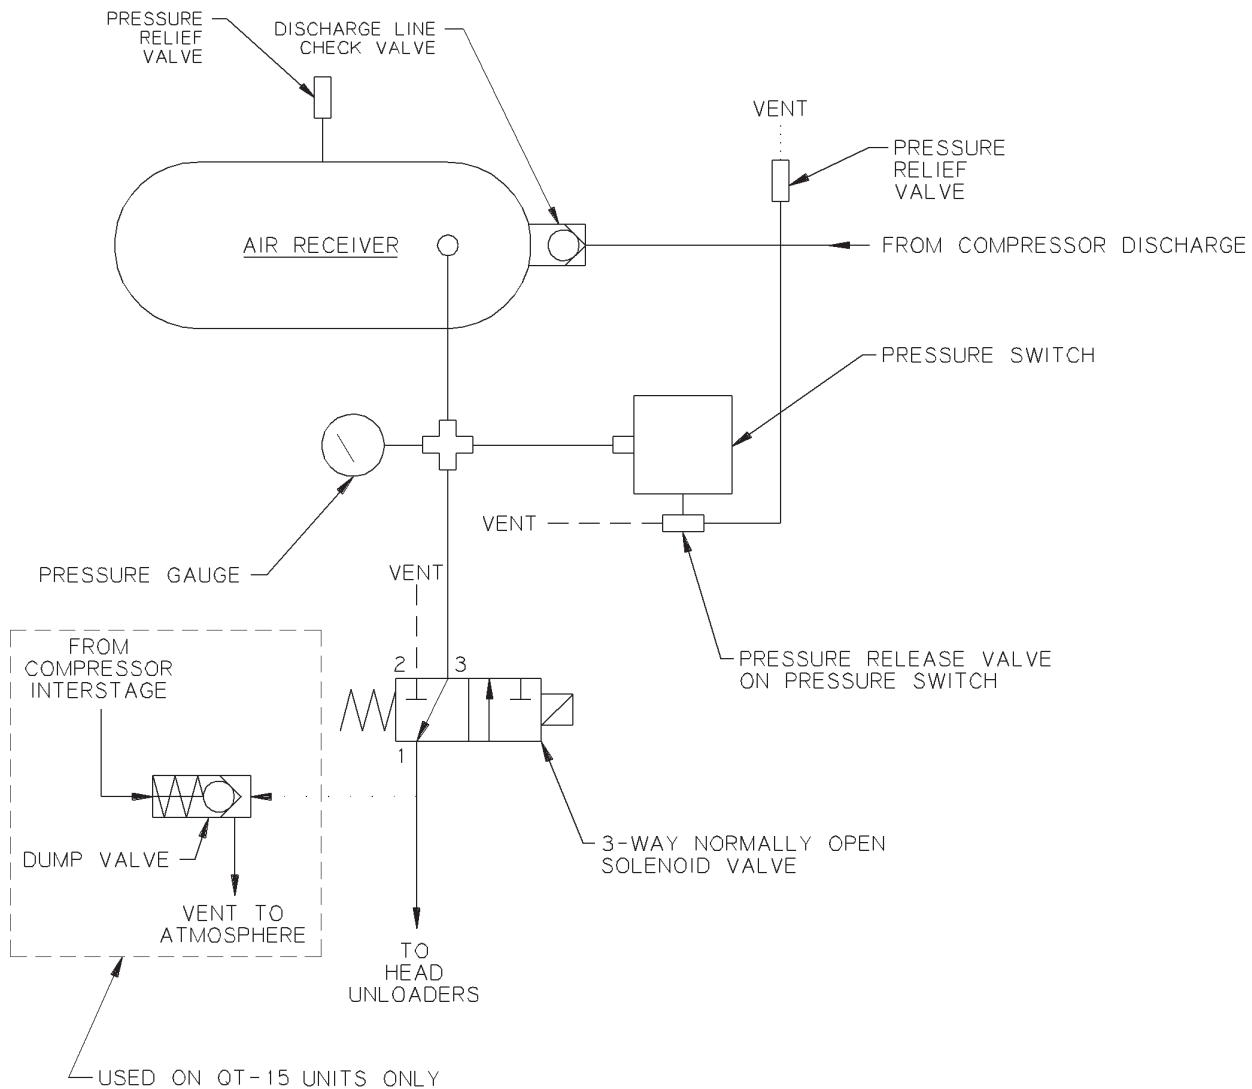 PRESSURE
RELIEF
VALVE
DISCHARGE LINE
CHECK VALVE
VENT
PRESSURE
RELIEF
VALVE
AIR RECEIVER
FROM COMPRESSOR DISCHARGE
PRESSURE SWITCH
VENT
PRESSURE GAUGE
VENT
FROM
COMPRESSOR
INTERSTAGE
2
3
PRESSURE RELEASE VALVE
ON PRESSURE SWITCH
1
DUMP VALVE
3-WAY NORMALLY OPEN
SOLENOID VALVE
VENT TO
ATMOSPHERE
TO
HEAD
UNLOADERS
USED ON QT-15 UNITS ONLY